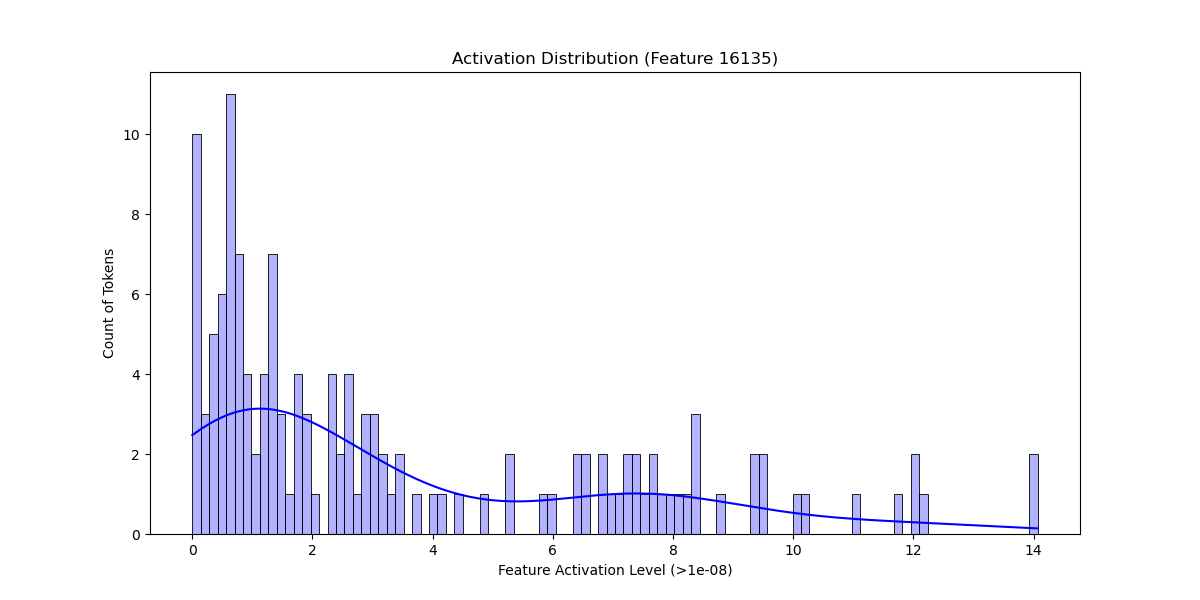 Activation Distribution (Feature 16135)
Count of Tokens
10
8
6
4
2
0
0 2 4 6 8 10 12 14
Feature Activation Level (>1e-08)